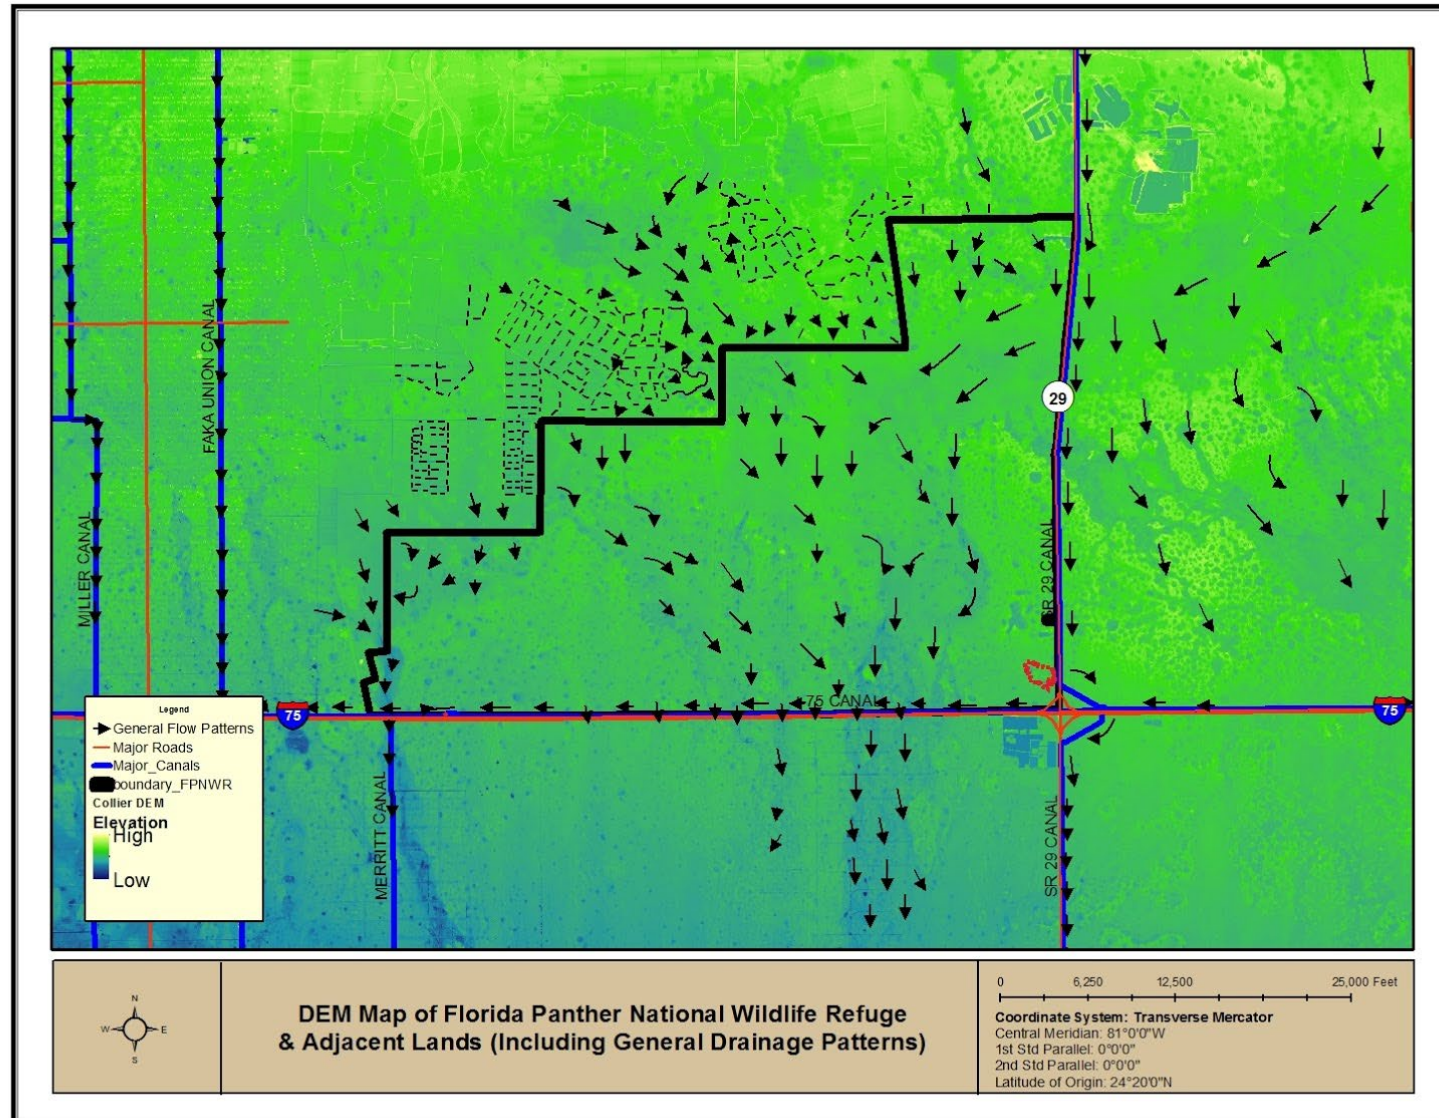 FAKA UNION CANAL
MILLER CANAL
29
SR 29 CANAL
75 CANAL
75
75
MERRITT CANAL
SR 29 CANAL
Legend
General Flow Patterns
Major Roads
Major_Canals
boundary_FPNWR
Collier DEM
Elevation
High
Low
N
W
E
S
DEM Map of Florida Panther National Wildlife Refuge
& Adjacent Lands (Including General Drainage Patterns)
0 6,250 12,500 25,000 Feet
Coordinate System: Transverse Mercator
Central Meridian: 81°0'0"W
1st Std Parallel: 0°0'0"
2nd Std Parallel: 0°0'0"
Latitude of Origin: 24°20'0"N